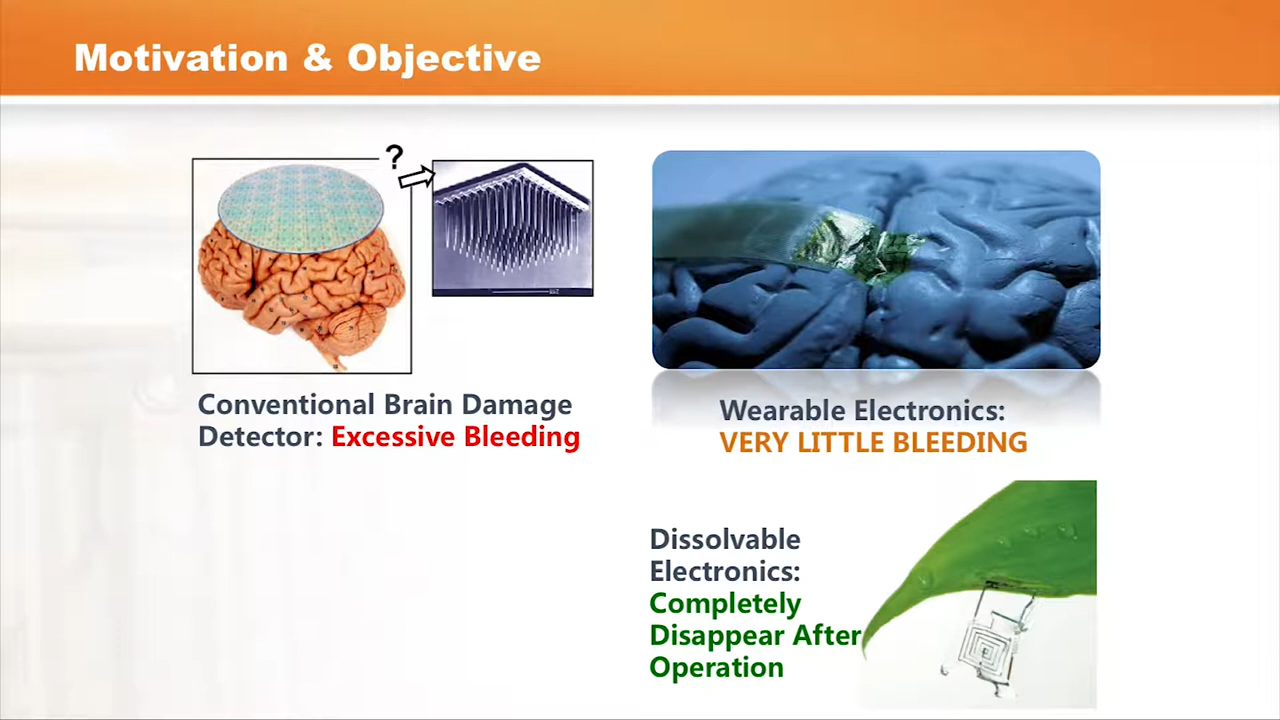 Motivation & Objective
?
Conventional Brain Damage
Detector: Excessive Bleeding
Wearable Electronics:
VERY LITTLE BLEEDING
Dissolvable
Electronics:
Completely
Disappear After
Operation